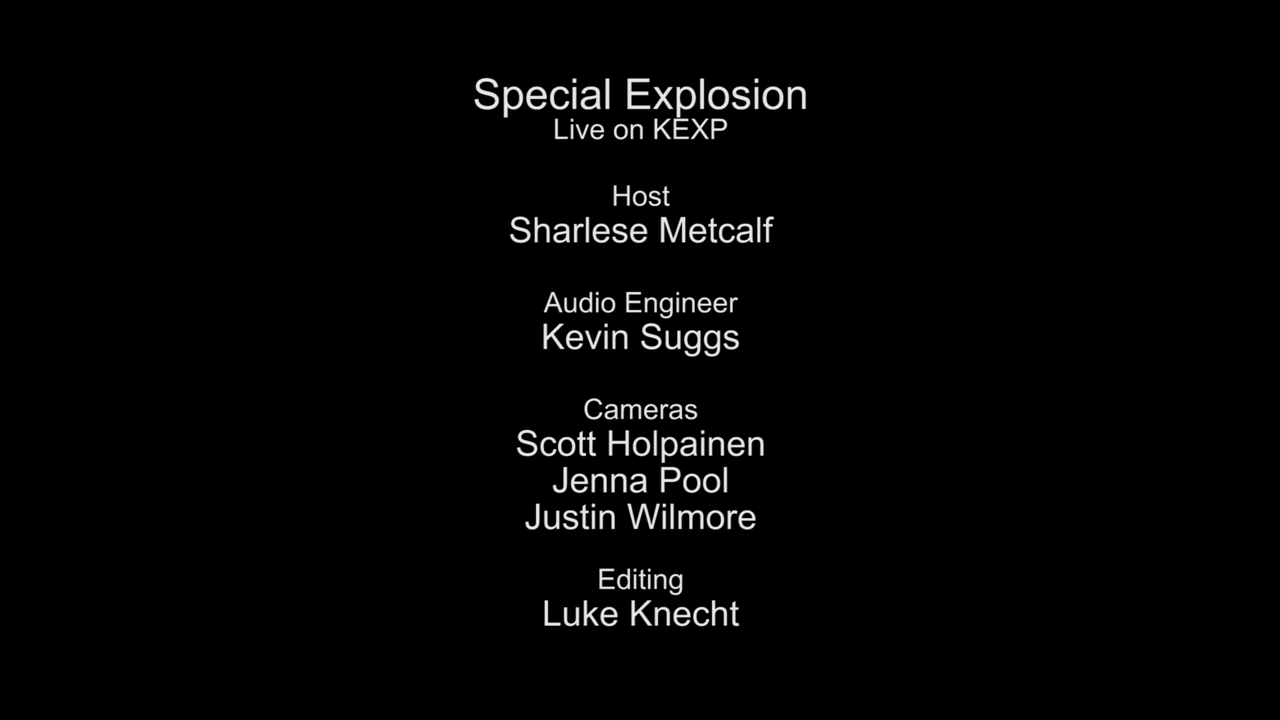 Special Explosion
Live on KEXP
Host
Sharlese Metcalf
Audio Engineer
Kevin Suggs
Cameras
Scott Holpainen
Jenna Pool
Justin Wilmore
Editing
Luke Knecht